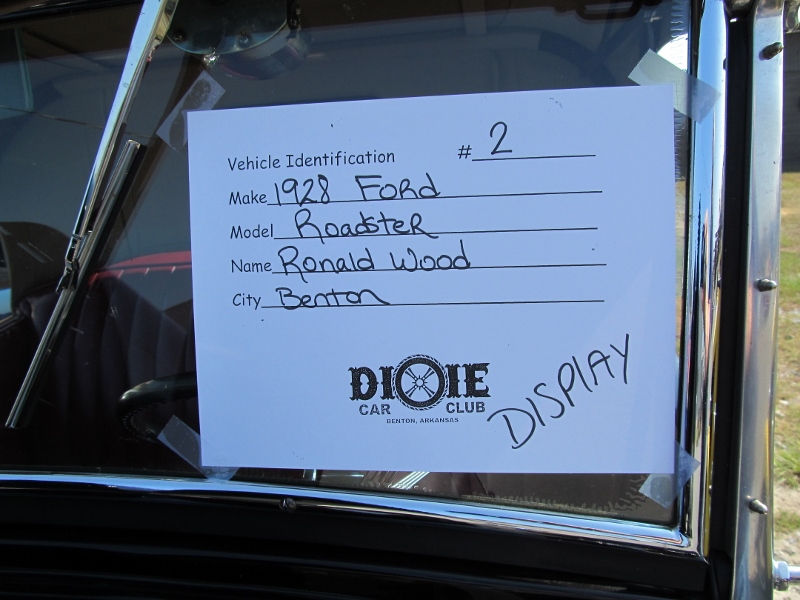 Vehicle Identification # 2
Make 1928 Ford
Model Roadster
Name Ronald Wood
City Benton
DIXIE
CAR CLUB
BENTON, ARKANSAS
DISPLAY